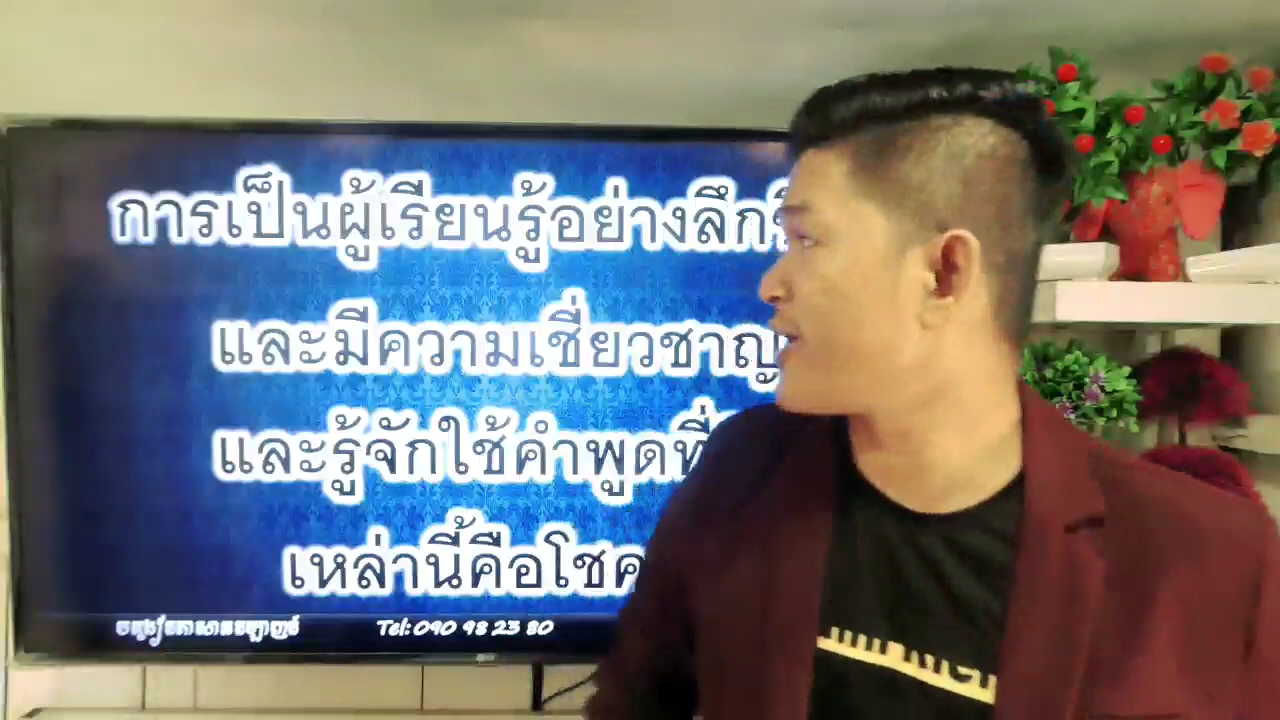 การเป็นผู้เรียนรู้อย่างลึก
และมีความเชี่ยวชาญ
และรู้จักใช้คำพูดที่
เหล่านี้คือโชค
Tel: 090 98 23 80